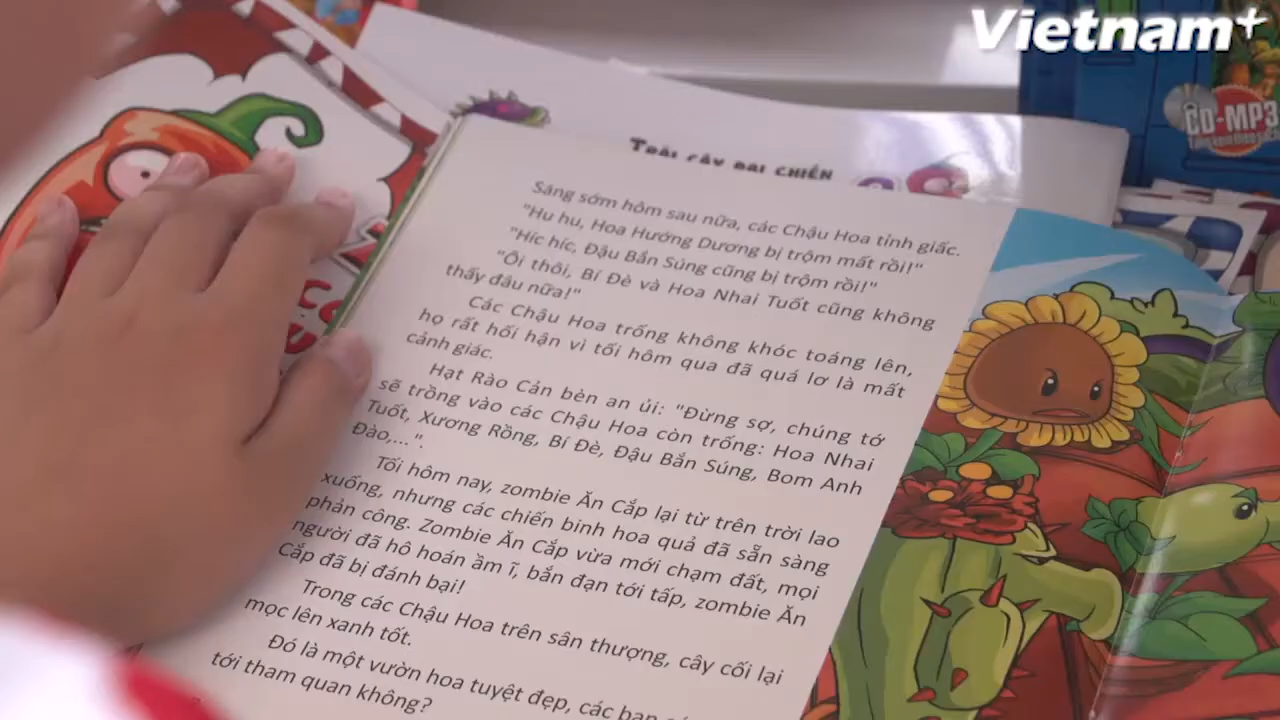 Vietnam+
CD-MP3
TRÁI CÂY ĐẠI CHIẾN
Sáng sớm hôm sau nữa, các Chậu Hoa tỉnh giấc.
"Hu hu, Hoa Hướng Dương bị trộm mất rồi!"
"Híc híc, Đậu Bắn Súng cũng bị trộm rồi!"
"Ôi thôi, Bí Đè và Hoa Nhai Tuốt cũng không
thấy đâu nữa!"
Các Chậu Hoa trống không khóc toáng lên,
họ rất hối hận vì tối hôm qua đã quá lơ là mất
cảnh giác.
Hạt Rào Cản bèn an ủi: "Đừng sợ, chúng tớ
sẽ trồng vào các Chậu Hoa còn trống: Hoa Nhai
Tuốt, Xương Rồng, Bí Đè, Đậu Bắn Súng, Bom Anh
Đào,...".
Tối hôm nay, zombie Ăn Cắp lại từ trên trời lao
xuống, nhưng các chiến binh hoa quả đã sẵn sàng
phản công. Zombie Ăn Cắp vừa mới chạm đất, mọi
người đã hô hoán ầm ĩ, bắn đạn tới tấp, zombie Ăn
Cắp đã bị đánh bại!
Trong các Chậu Hoa trên sân thượng, cây cối lại
mọc lên xanh tốt.
Đó là một vườn hoa tuyệt đẹp, các bạn
tới tham quan không?